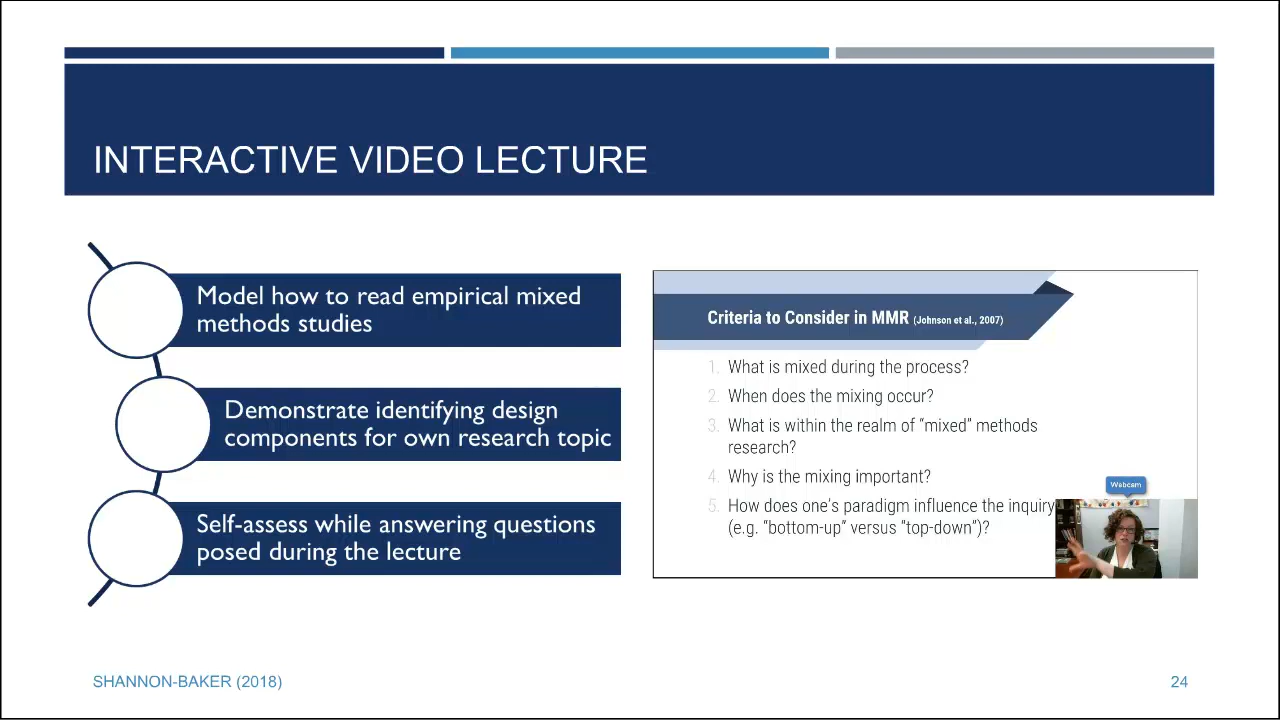 INTERACTIVE VIDEO LECTURE
Model how to read empirical mixed
methods studies
Demonstrate identifying design
components for own research topic
Self-assess while answering questions
posed during the lecture
Criteria to Consider in MMR (Johnson et al., 2007)
1. What is mixed during the process?
2. When does the mixing occur?
3. What is within the realm of “mixed” methods
research?
4. Why is the mixing important?
5. How does one's paradigm influence the inquiry
(e.g. “bottom-up” versus “top-down”)?
Webcam
SHANNON-BAKER (2018)
24